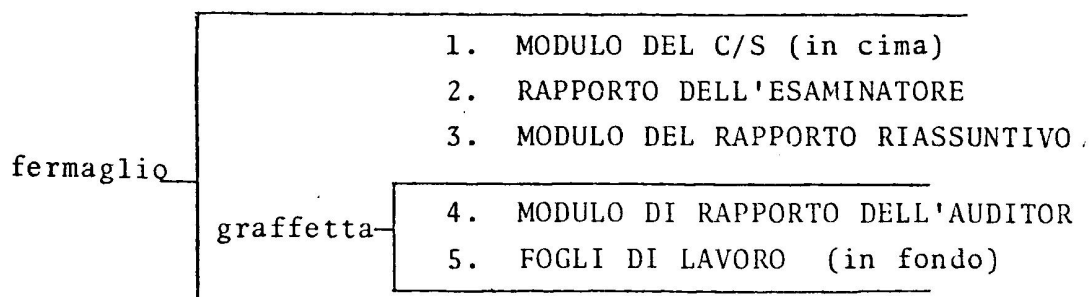 1. MODULO DEL C/S (in cima)
2. RAPPORTO DELL'ESAMINATORE
3. MODULO DEL RAPPORTO RIASSUNTIVO
fermaglio
graffetta
4. MODULO DI RAPPORTO DELL'AUDITOR
5. FOGLI DI LAVORO (in fondo)